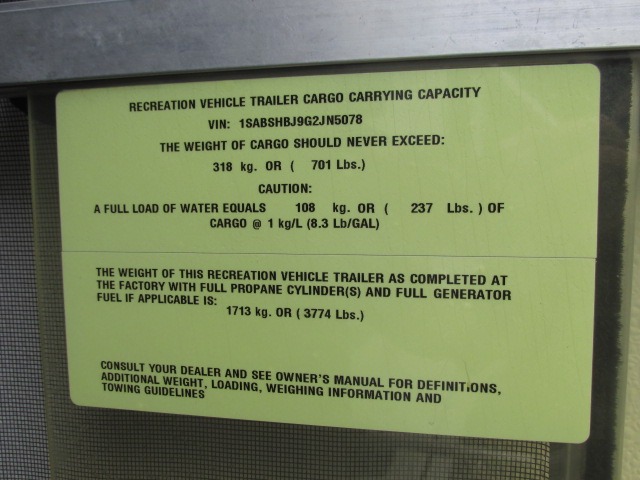 RECREATION VEHICLE TRAILER CARGO CARRYING CAPACITY
VIN: 1SABSHBJ9G2JN5078
THE WEIGHT OF CARGO SHOULD NEVER EXCEED:
318 kg. OR ( 701 Lbs.)
CAUTION:
A FULL LOAD OF WATER EQUALS 108 kg. OR ( 237 Lbs. ) OF
CARGO @ 1 kg/L (8.3 Lb/GAL)
THE WEIGHT OF THIS RECREATION VEHICLE TRAILER AS COMPLETED AT
THE FACTORY WITH FULL PROPANE CYLINDER(S) AND FULL GENERATOR
FUEL IF APPLICABLE IS:
1713 kg. OR ( 3774 Lbs.)
CONSULT YOUR DEALER AND SEE OWNER'S MANUAL FOR DEFINITIONS,
ADDITIONAL WEIGHT, LOADING, WEIGHING INFORMATION AND
TOWING GUIDELINES